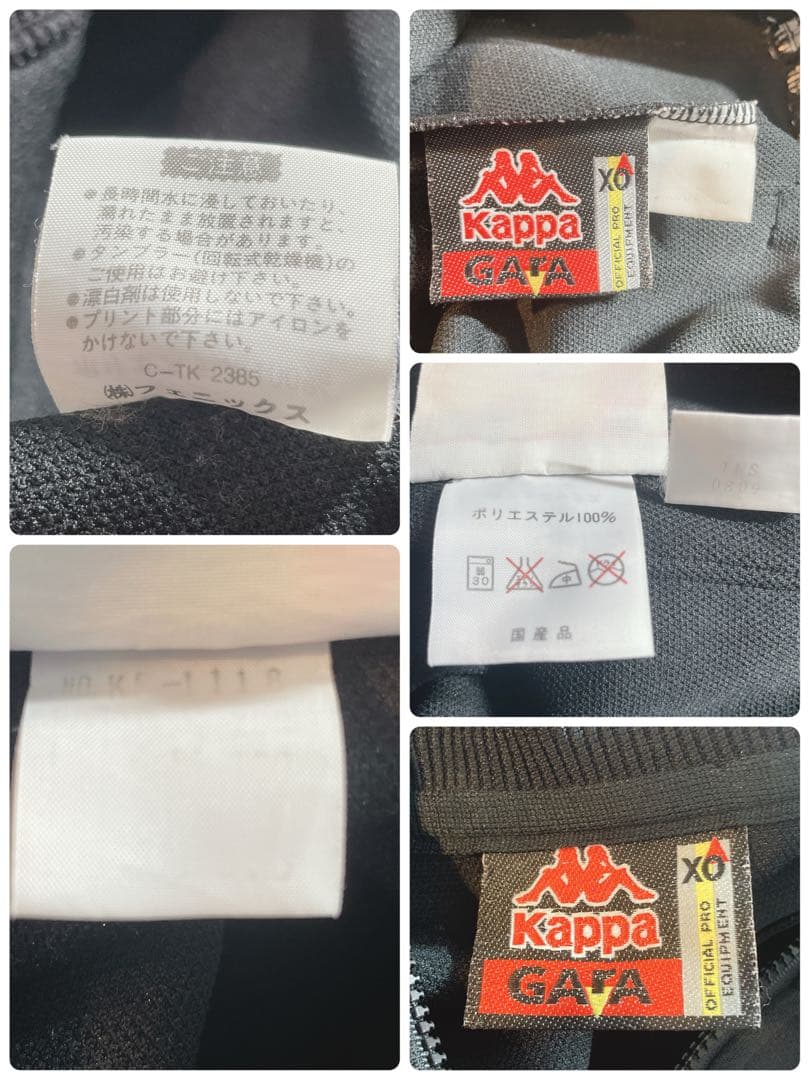 ご注意
●長時間水に浸しておいたり
濡れたまま放置されますと
汚染する場合があります。
●タンブラー(回転式乾燥機)の
ご使用はお避け下さい。
●漂白剤は使用しないで下さい。
●プリント部分にはアイロンを
かけないで下さい。
C-TK 2385
(株)フェニックス
Kappa
GARA
XO
OFFICIAL PRO
EQUIPMENT
ポリエステル100%
弱
30
中
国産品
Kappa
GARA
XO
OFFICIAL PRO
EQUIPMENT